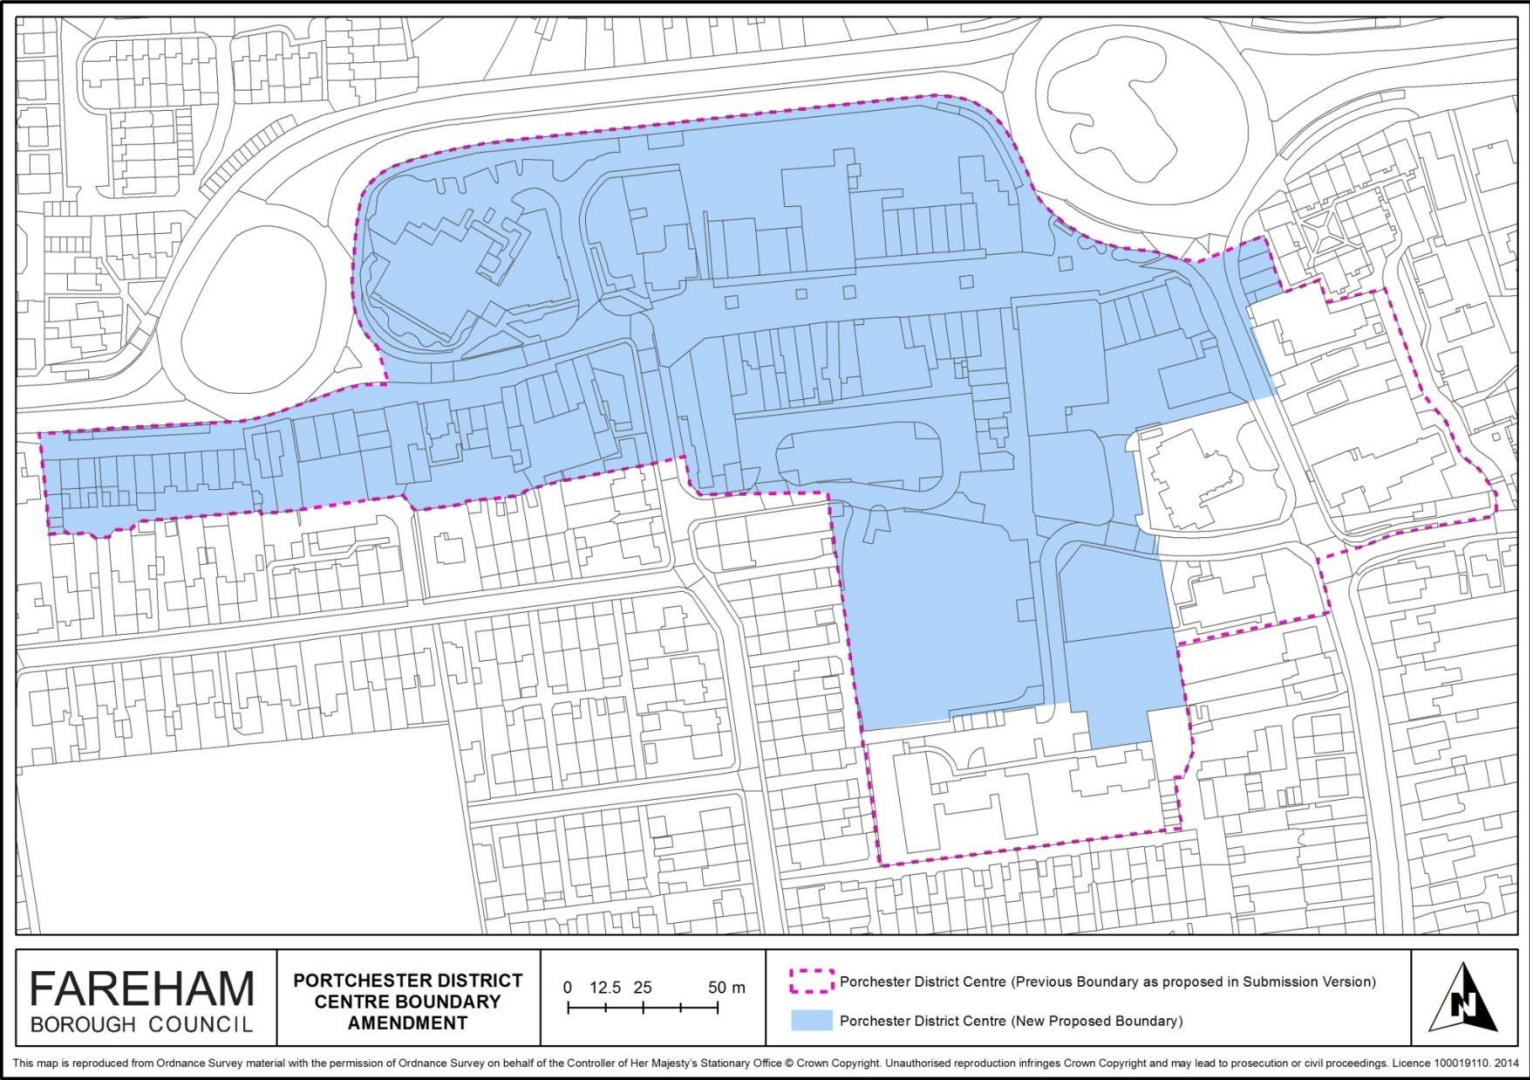 FAREHAM
BOROUGH COUNCIL
PORTCHESTER DISTRICT
CENTRE BOUNDARY
AMENDMENT
0 12.5 25 50 m
Porchester District Centre (Previous Boundary as proposed in Submission Version)
Porchester District Centre (New Proposed Boundary)
N
This map is reproduced from Ordnance Survey material with the permission of Ordnance Survey on behalf of the Controller of Her Majesty's Stationary Office © Crown Copyright. Unauthorised reproduction infringes Crown Copyright and may lead to prosecution or civil proceedings. Licence 100019110. 2014